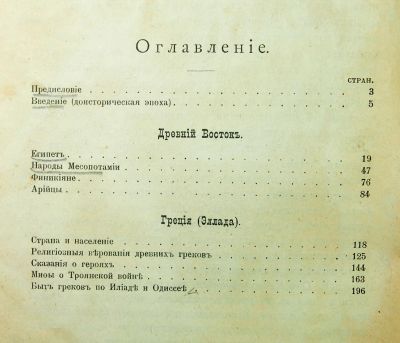 Оглавленіе.
СТРАН.
Предисловіе . . . . . . . . . . . . . . . . 3
Введеніе (доисторическая эпоха) . . . . . . . . . . 5
Древній Востокъ.
Египетъ . . . . . . . . . . . . . . . . . 19
Народы Месопотаміи . . . . . . . . . . . . . 47
Финикіяне . . . . . . . . . . . . . . . . 76
Арійцы . . . . . . . . . . . . . . . . . 84
Греція (Эллада).
Страна и населеніе . . . . . . . . . . . . . 118
Религіозныя вѣрованія древнихъ грековъ . . . . . . . 125
Сказанія о герояхъ . . . . . . . . . . . . . 144
Миѳы о Троянской войнѣ . . . . . . . . . . . 163
Бытъ грековъ по Иліадѣ и Одиссеѣ . . . . . . . . 196